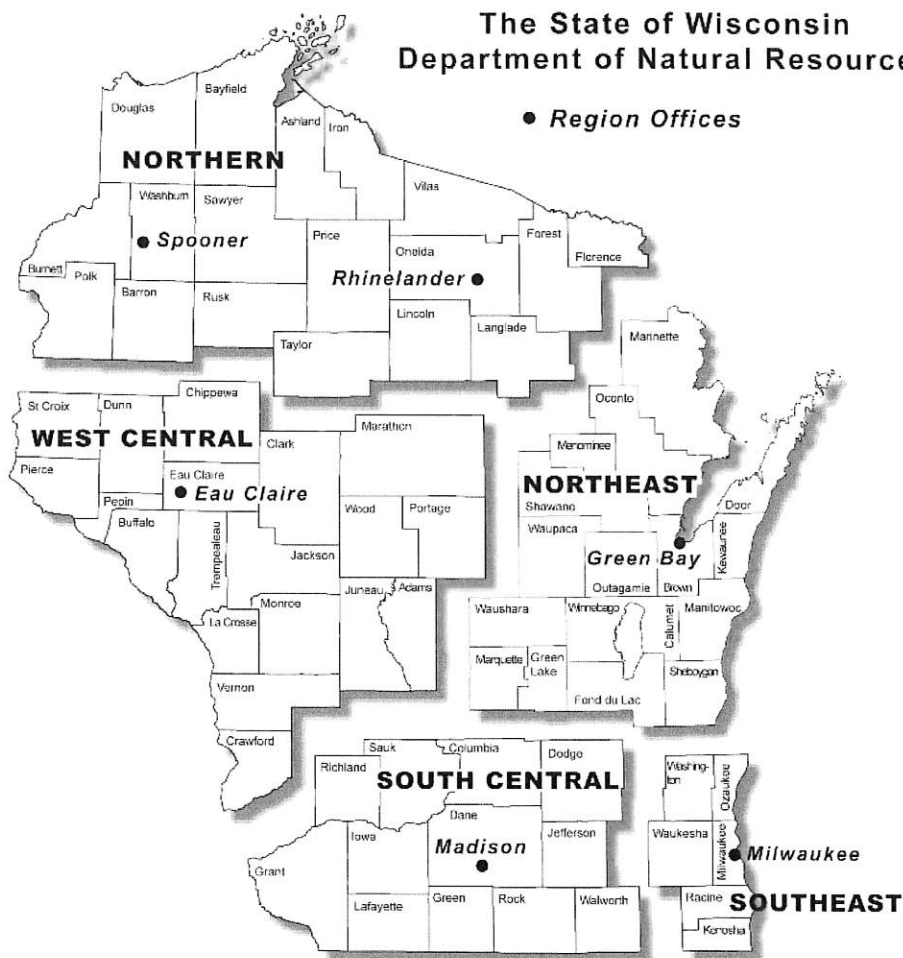 The State of Wisconsin
Department of Natural Resource
Region Offices
Bayfield
Douglas
Ashland
Iron
NORTHERN
Vilas
Washburn
Sawyer
Price
Forest
Spooner
Oneida
Florence
Burnett
Polk
Rhinelander
Barron
Rusk
Lincoln
Langlade
Taylor
Marinette
Chippewa
St Croix
Dunn
Oconto
Marathon
WEST CENTRAL
Clark
Menominee
Pierce
Eau Claire
Eau Claire
NORTHEAST
Pepin
Buffalo
Wood
Portage
Shawano
Door
Waupaca
Trempealeau
Jackson
Green Bay
Kewaunee
Juneau
Adams
Outagamie
Brown
Monroe
La Crosse
Waushara
Winnebago
Calumet
Manitowoc
Marquette
Green
Lake
Sheboygan
Vernon
Fond du Lac
Crawford
Sauk
Columbia
Dodge
Richland
SOUTH CENTRAL
Washing-
ton
Ozaukee
Dane
Iowa
Jefferson
Waukesha
Madison
Milwaukee
Milwaukee
Grant
Lafayette
Green
Rock
Walworth
Racine
SOUTHEAST
Kenosha